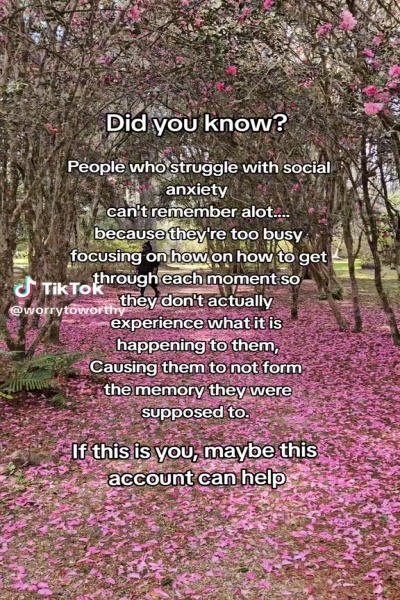 Did you know?
People who struggle with social
anxiety
can't remember alot....
because they're too busy
focusing on how on how to get
through each moment so
they don't actually
experience what it is
happening to them,
Causing them to not form
the memory they were
supposed to.
If this is you, maybe this
account can help
TikTok
@worrytoworthy